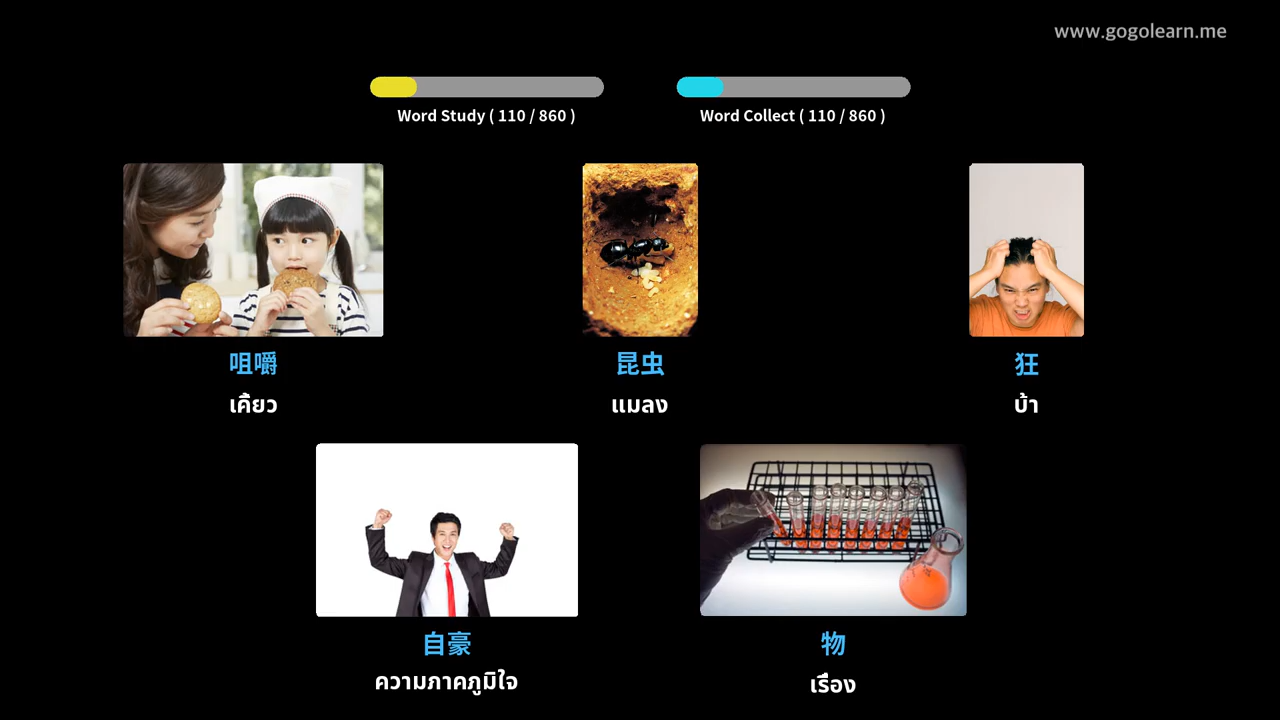 www.gogolearn.me
Word Study ( 110 / 860 )
Word Collect ( 110 / 860 )
咀嚼
เคี้ยว
昆虫
แมลง
狂
บ้า
自豪
ความภาคภูมิใจ
物
เรื่อง